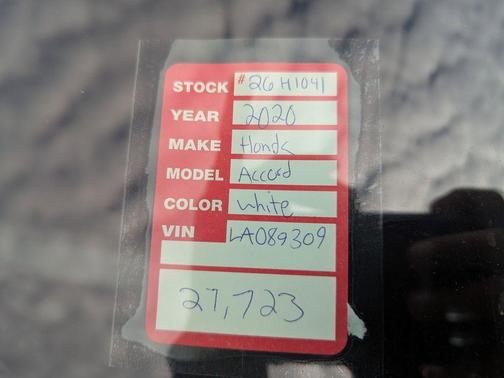 STOCK #26H1041
YEAR 2020
MAKE Honda
MODEL Accord
COLOR white
VIN LA089309
27,723